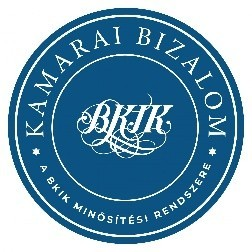 KAMARAI BIZALOM
BKIK
A BKIK MINŐSÍTÉSI RENDSZERE